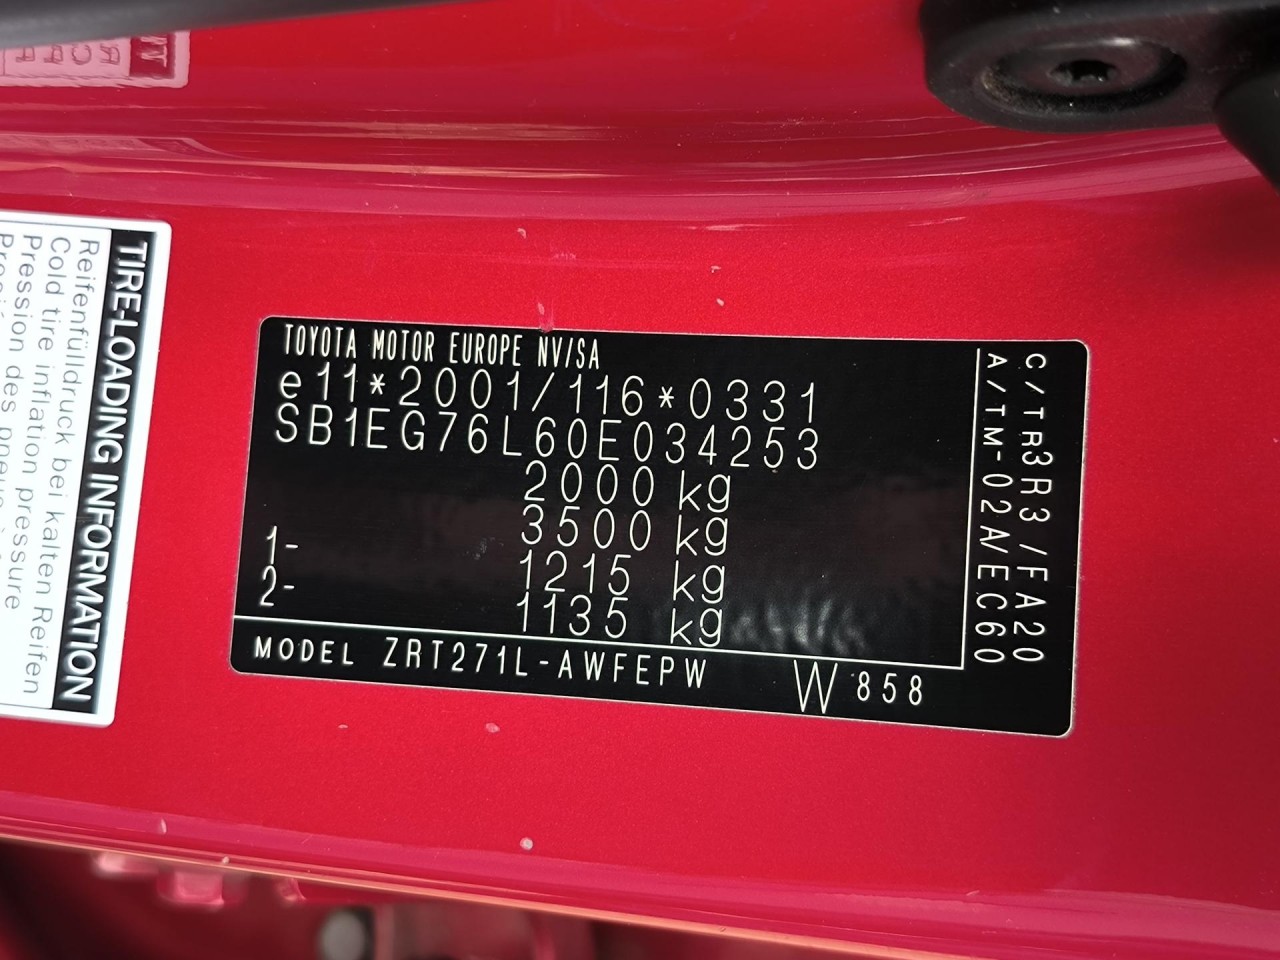 TOYOTA MOTOR EUROPE NV/SA
e11*2001/116*0331
SB1EG76L60E034253
2000 kg
3500 kg
1- 1215 kg
2- 1135 kg
MODEL ZRT271L-AWFEPW W858
C/TR3R3 /FA20
A/TM-02A/EC60
TIRE-LOADING INFORMATION
Reifenfülldruck bei kalten Reifen
Cold tire inflation pressure
Pression des pneus